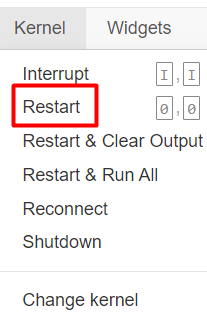 Kernel Widgets
Interrupt I,I
Restart 0,0
Restart & Clear Output
Restart & Run All
Reconnect
Shutdown
Change kernel